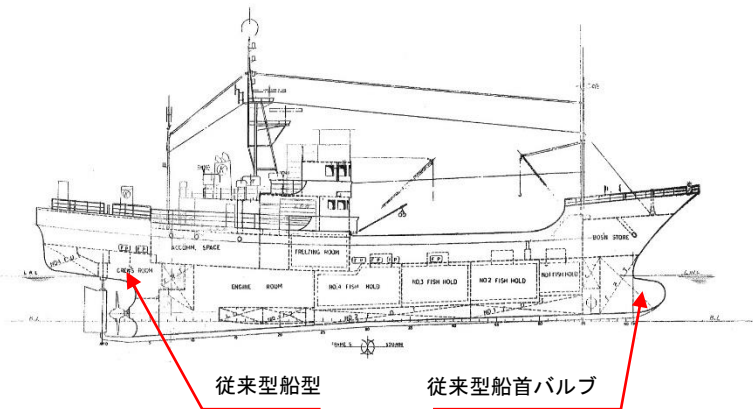 ACCOMM. SPACE
FREEZING ROOM
BOS'N STORE
CREW'S ROOM
ENGINE ROOM
NO.4 FISH HOLD
NO.3 FISH HOLD
NO.2 FISH HOLD
NO.1 FISH HOLD
L.W.L
L.W.L
B.L
B.L.
SQUARE
従来型船型
従来型船首バルブ